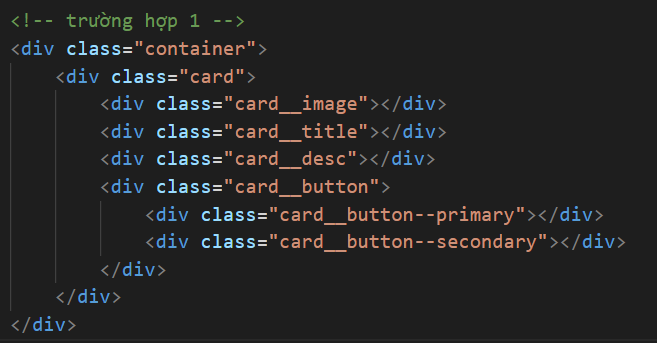 <!-- trường hợp 1 -->
<div class="container">
<div class="card">
<div class="card__image"></div>
<div class="card__title"></div>
<div class="card__desc"></div>
<div class="card__button">
<div class="card__button--primary"></div>
<div class="card__button--secondary"></div>
</div>
</div>
</div>